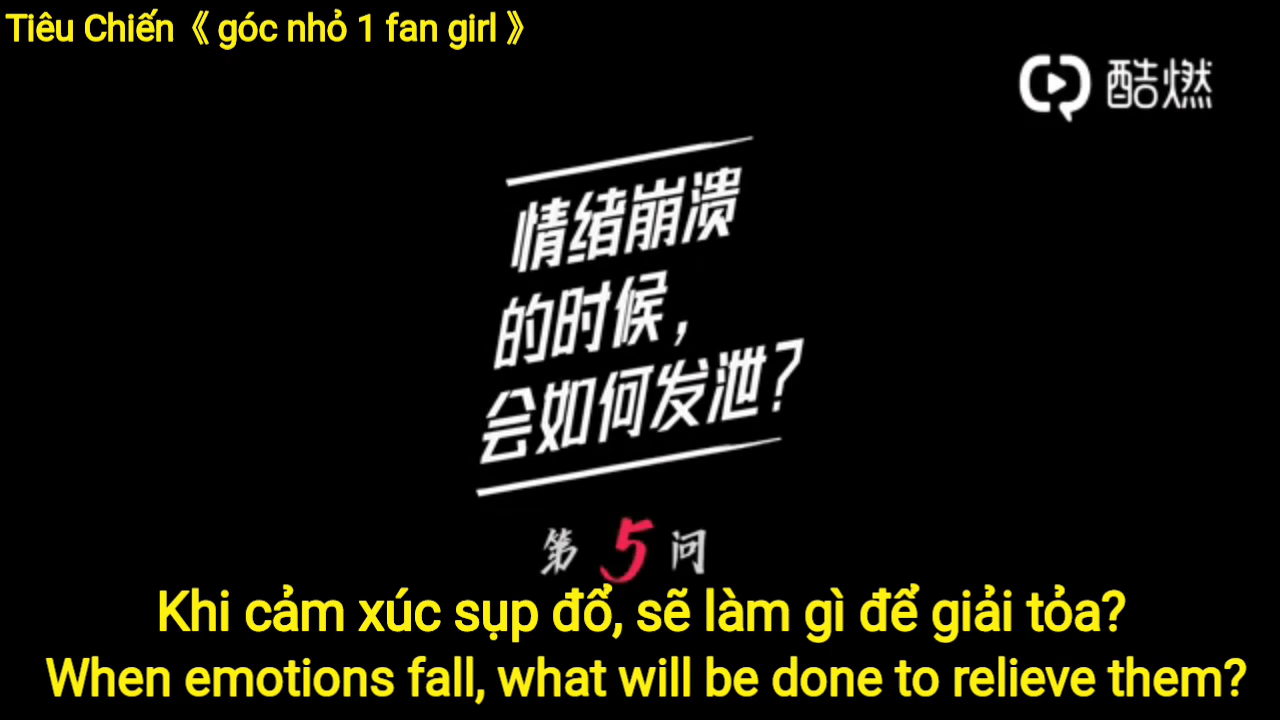 Tiêu Chiến《 góc nhỏ 1 fan girl 》
酷燃
情绪崩溃
的时候，
会如何发泄？
第 5 问
Khi cảm xúc sụp đổ, sẽ làm gì để giải tỏa?
When emotions fall, what will be done to relieve them?